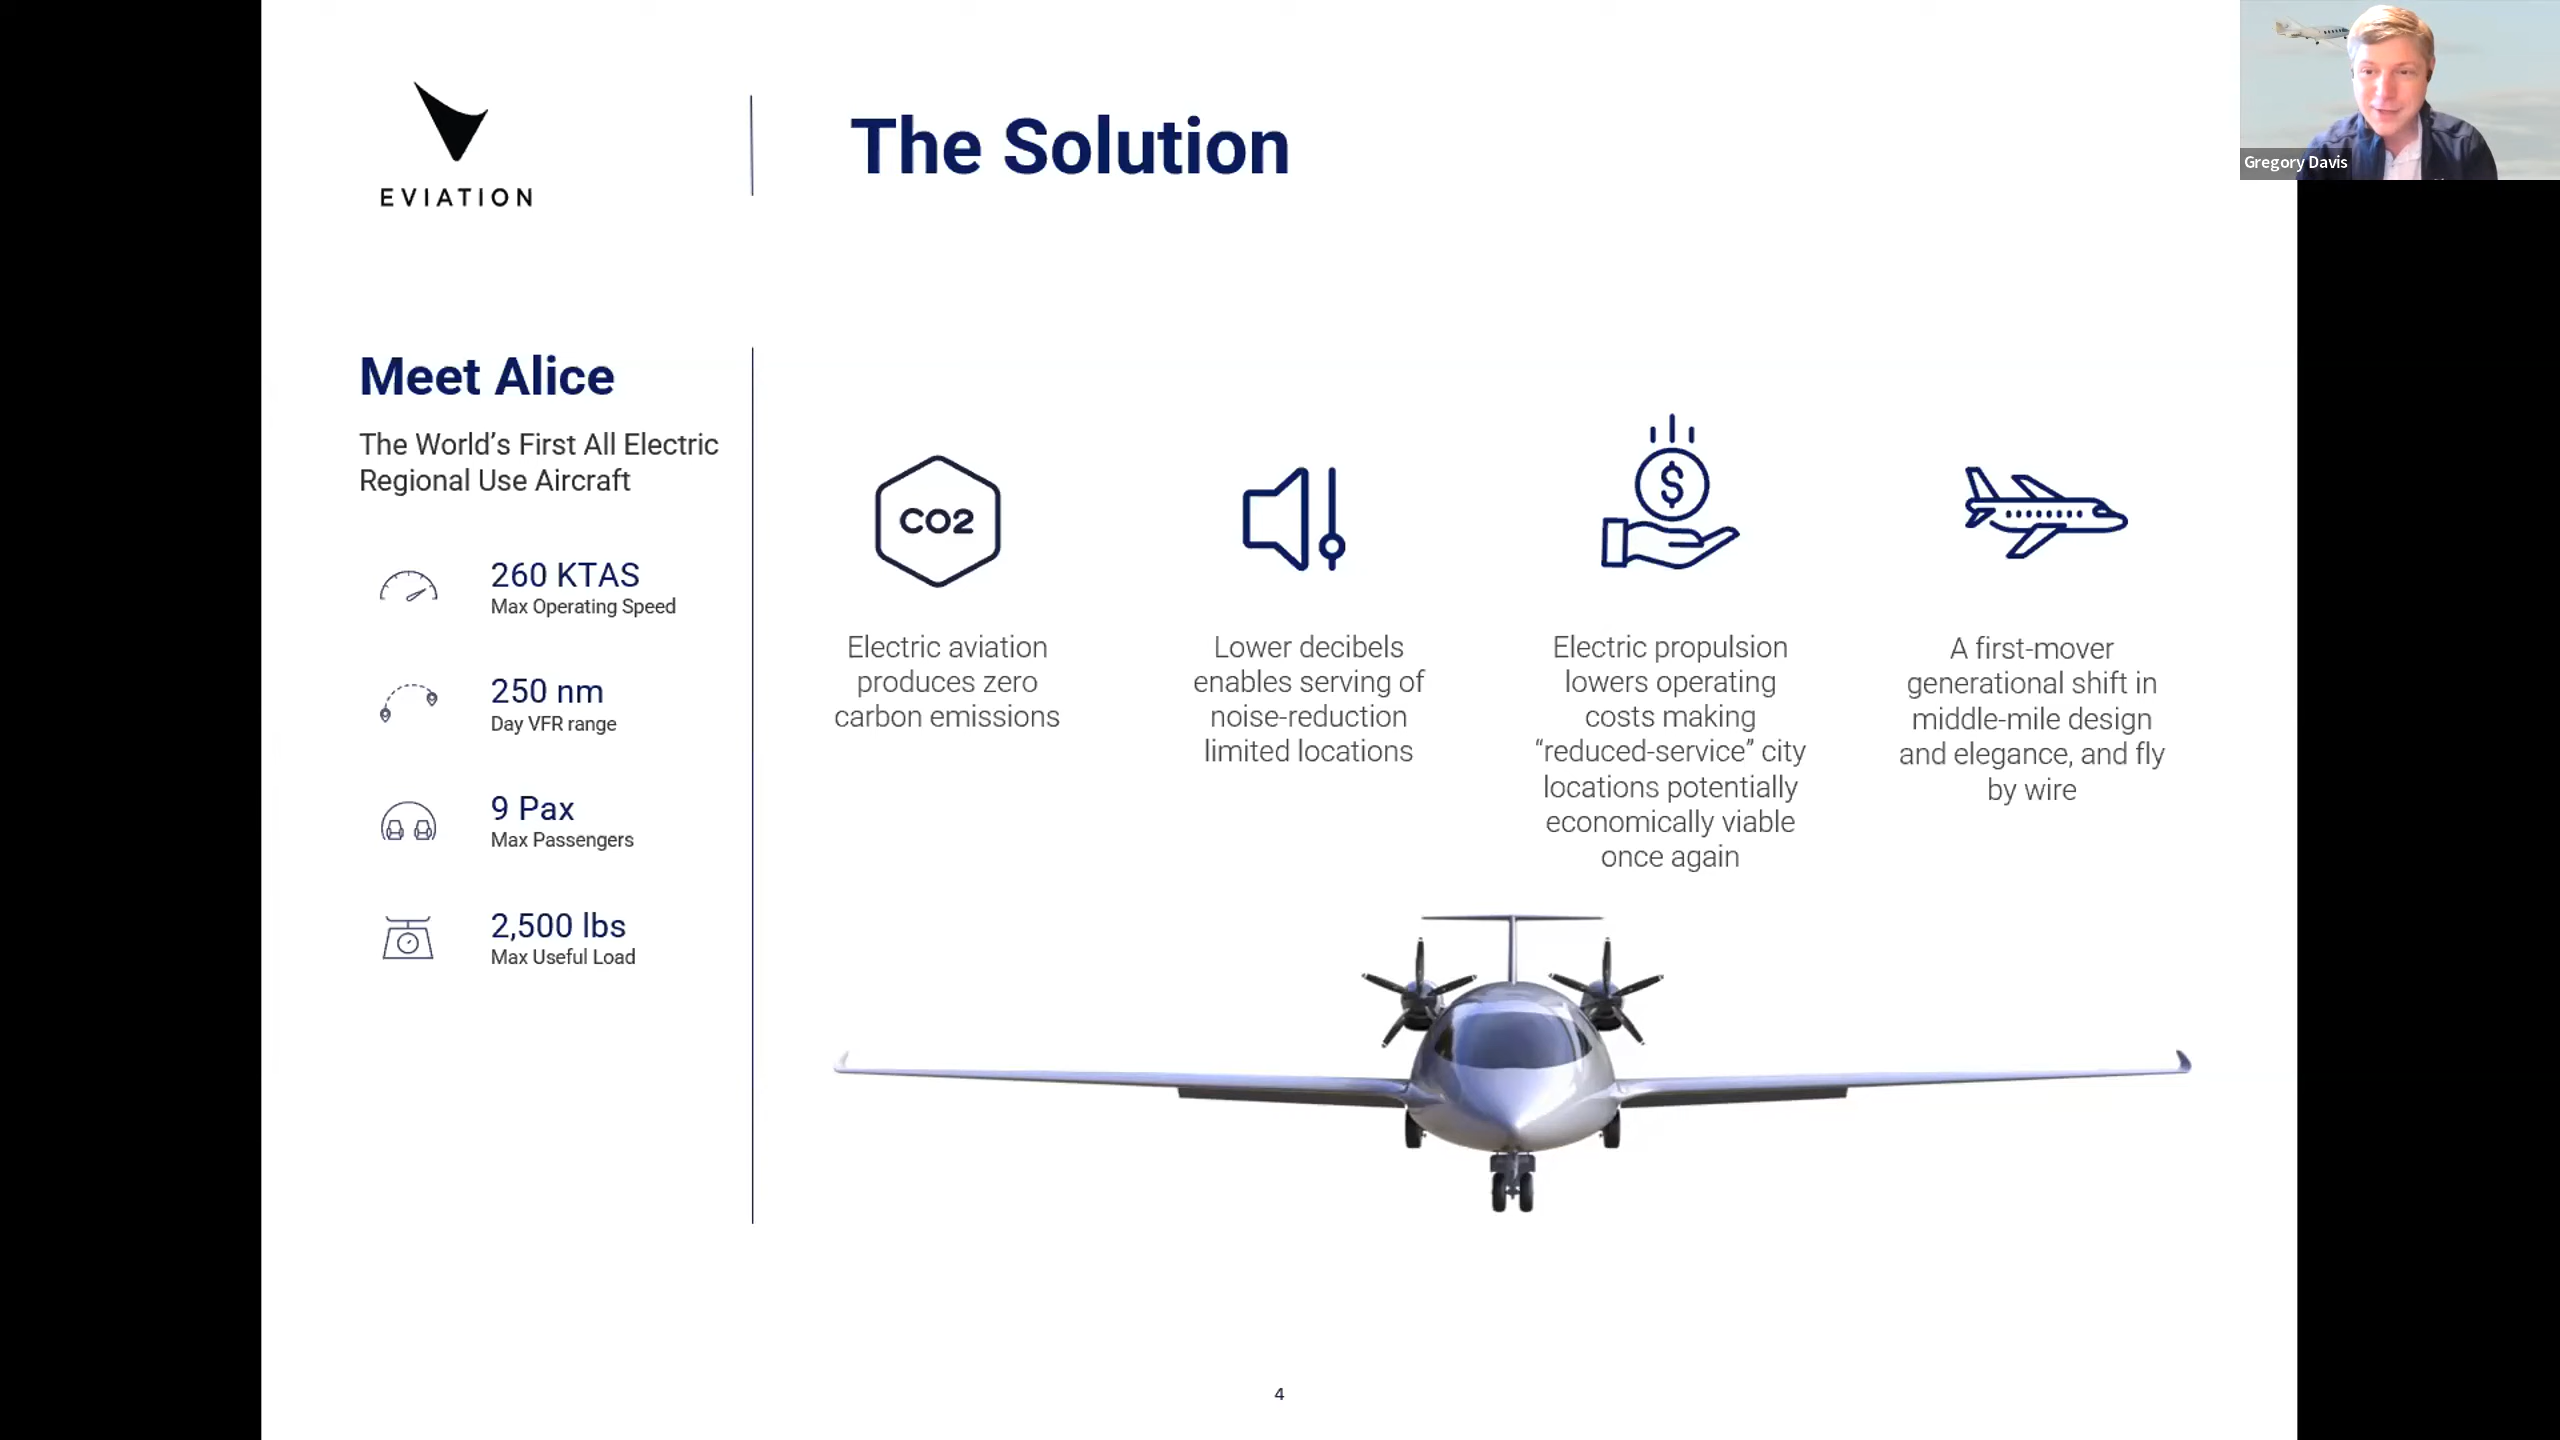 EVIATION
The Solution
Gregory Davis
Meet Alice
The World’s First All Electric
Regional Use Aircraft
260 KTAS
Max Operating Speed
250 nm
Day VFR range
9 Pax
Max Passengers
2,500 lbs
Max Useful Load
CO2
Electric aviation
produces zero
carbon emissions
Lower decibels
enables serving of
noise-reduction
limited locations
$
Electric propulsion
lowers operating
costs making
“reduced-service” city
locations potentially
economically viable
once again
A first-mover
generational shift in
middle-mile design
and elegance, and fly
by wire
4